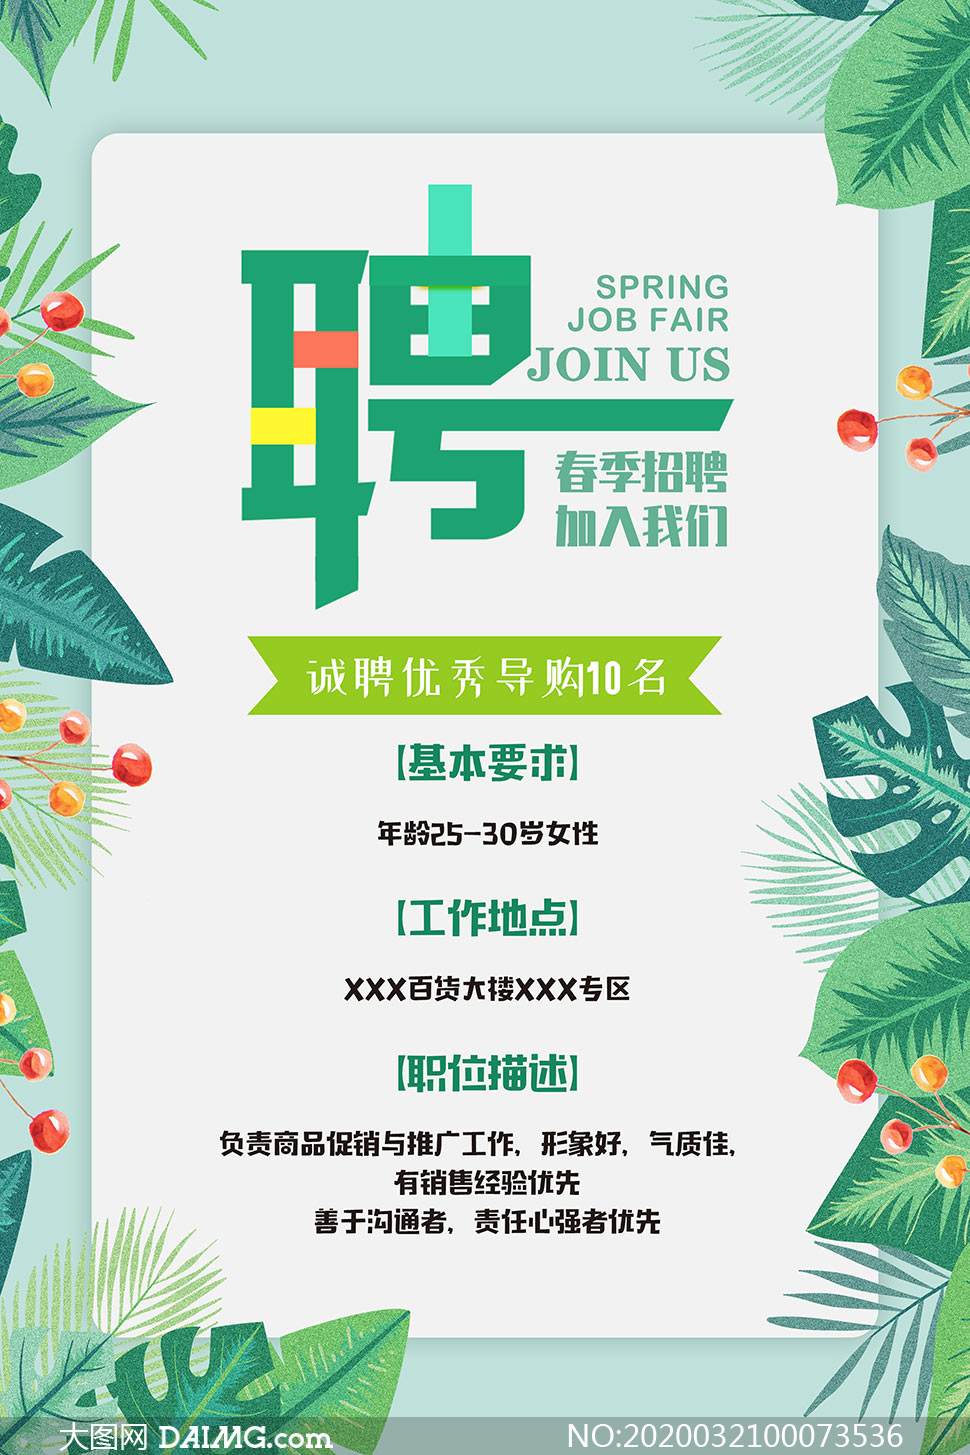 聘
SPRING
JOB FAIR
JOIN US
春季招聘
加入我们
诚聘优秀导购10名
【基本要求】
年龄25-30岁女性
【工作地点】
XXX百货大楼XXX专区
【职位描述】
负责商品促销与推广工作，形象好，气质佳，
有销售经验优先
善于沟通者，责任心强者优先
大图网 DAIMG.com
NO:2020032100073536